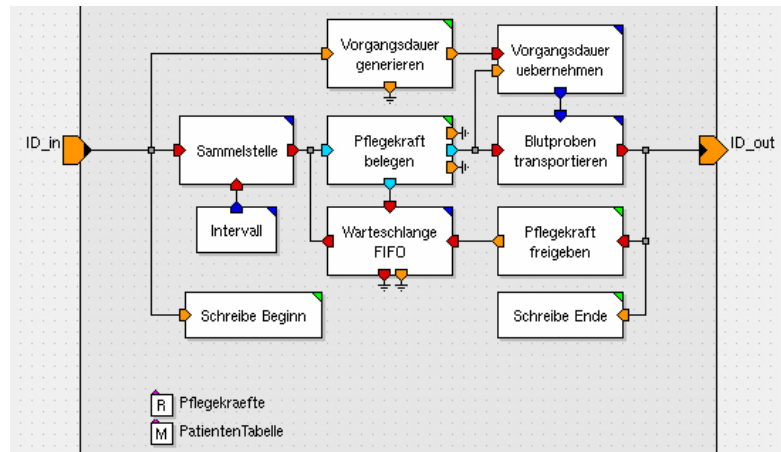 Vorgangsdauer
generieren
Vorgangsdauer
uebernehmen
ID_in
Sammelstelle
Pflegekraft
belegen
Blutproben
transportieren
ID_out
Intervall
Warteschlange
FIFO
Pflegekraft
freigeben
Schreibe Beginn
Schreibe Ende
R Pflegekraefte
M PatientenTabelle